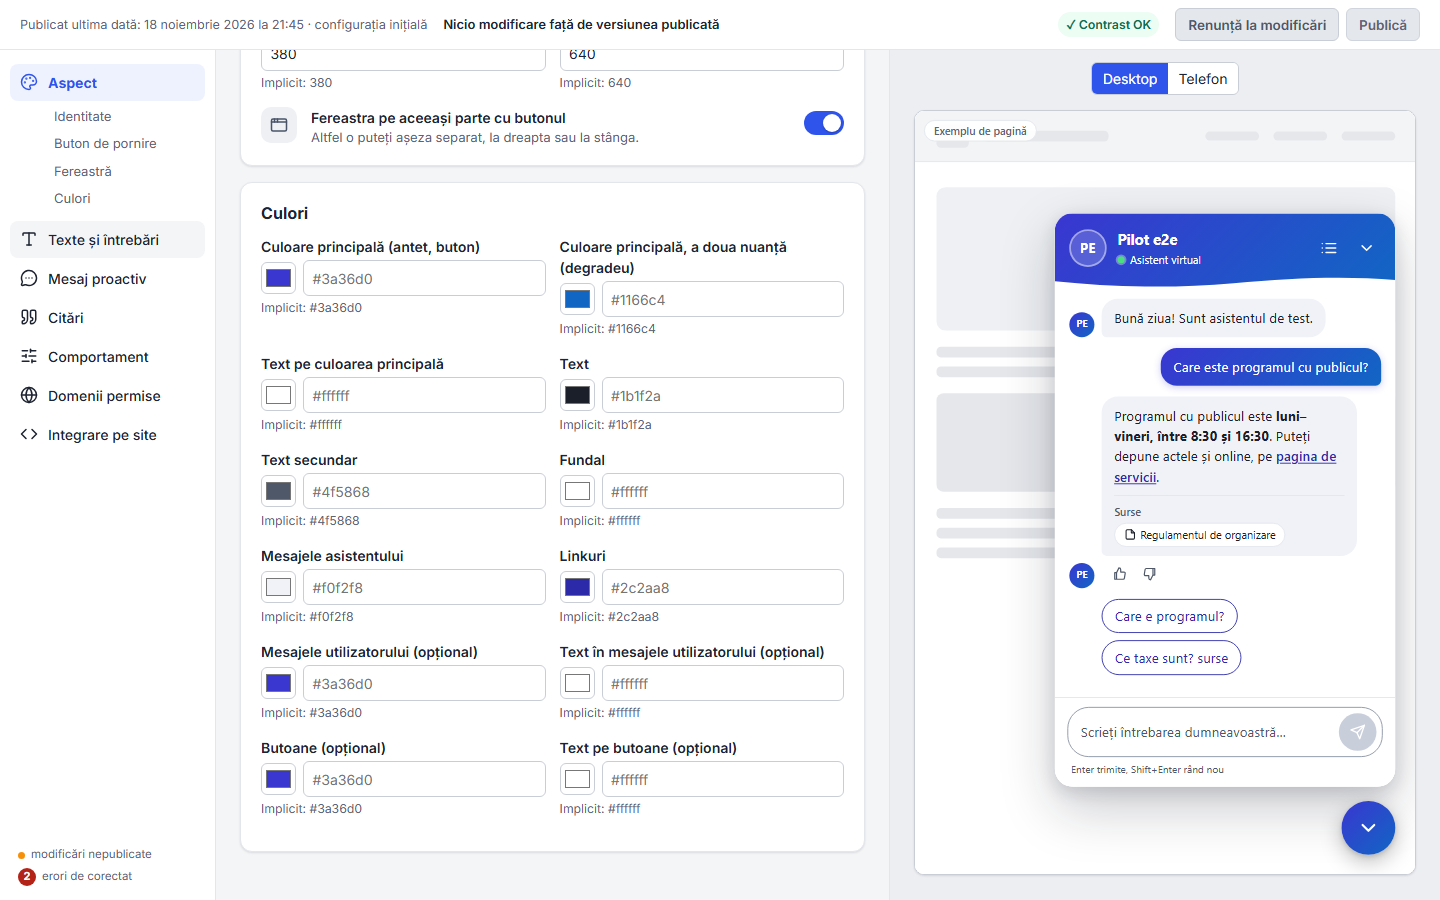 Publicat ultima dată: 18 noiembrie 2026 la 21:45 · configurația inițială
Nicio modificare față de versiunea publicată
✓ Contrast OK
Renunță la modificări
Publică
Aspect
Identitate
Buton de pornire
Fereastră
Culori
Texte și întrebări
Mesaj proactiv
Citări
Comportament
Domenii permise
Integrare pe site
modificări nepublicate
2 erori de corectat
380
640
Implicit: 380
Implicit: 640
Fereastra pe aceeași parte cu butonul
Altfel o puteți așeza separat, la dreapta sau la stânga.
Culori
Culoare principală (antet, buton)
#3a36d0
Implicit: #3a36d0
Culoare principală, a doua nuanță
(degradeu)
#1166c4
Implicit: #1166c4
Text pe culoarea principală
#ffffff
Implicit: #ffffff
Text
#1b1f2a
Implicit: #1b1f2a
Text secundar
#4f5868
Implicit: #4f5868
Fundal
#ffffff
Implicit: #ffffff
Mesajele asistentului
#f0f2f8
Implicit: #f0f2f8
Linkuri
#2c2aa8
Implicit: #2c2aa8
Mesajele utilizatorului (opțional)
#3a36d0
Implicit: #3a36d0
Text în mesajele utilizatorului (opțional)
#ffffff
Implicit: #ffffff
Butoane (opțional)
#3a36d0
Implicit: #3a36d0
Text pe butoane (opțional)
#ffffff
Implicit: #ffffff
Desktop
Telefon
Exemplu de pagină
PE
Pilot e2e
Asistent virtual
PE
Bună ziua! Sunt asistentul de test.
Care este programul cu publicul?
Programul cu publicul este luni–
vineri, între 8:30 și 16:30. Puteți
depune actele și online, pe pagina de
servicii.
Surse
Regulamentul de organizare
PE
Care e programul?
Ce taxe sunt? surse
Scrieți întrebarea dumneavoastră...
Enter trimite, Shift+Enter rând nou